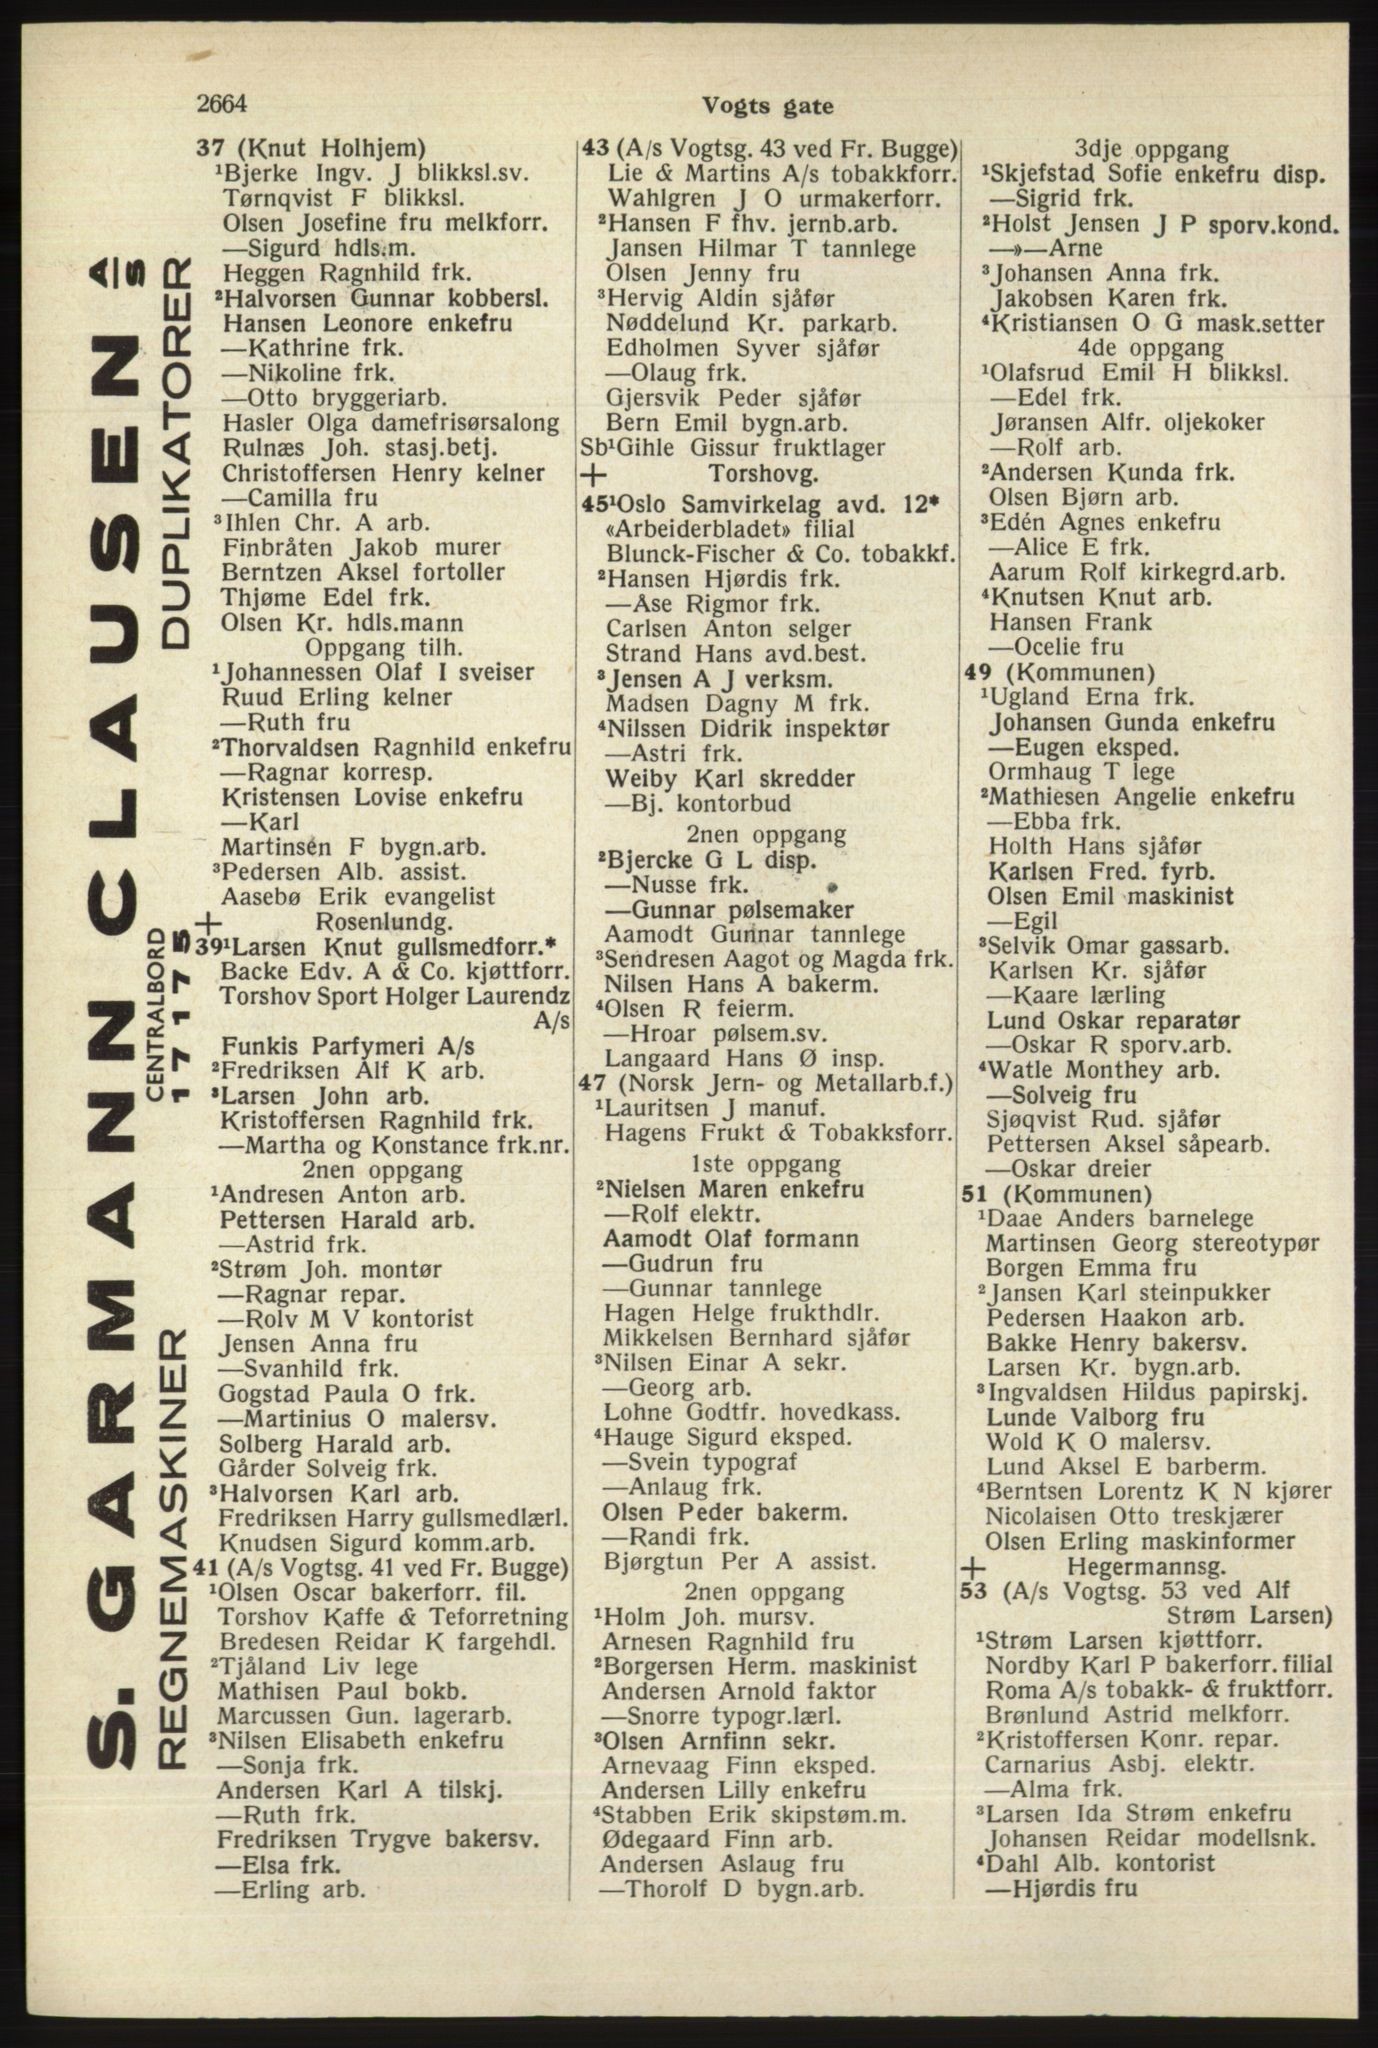 2664
Vogts gate
S. GARMANN CLAUSEN A/s
REGNEMASKINER
CENTRALBORD
17175
DUPLIKATORER
37 (Knut Holhjem)
¹Bjerke Ingv. J blikksl.sv.
Tørnqvist F blikksl.
Olsen Josefine fru melkforr.
—Sigurd hdls.m.
Heggen Ragnhild frk.
²Halvorsen Gunnar kobbersl.
Hansen Leonore enkefru
—Kathrine frk.
—Nikoline frk.
—Otto bryggeriarb.
Hasler Olga damefrisørsalong
Rulnæs Joh. stasj.betj.
Christoffersen Henry kelner
—Camilla fru
³Ihlen Chr. A arb.
Finbråten Jakob murer
Berntzen Aksel fortoller
Thjøme Edel frk.
Olsen Kr. hdls.mann
Oppgang tilh.
¹Johannessen Olaf I sveiser
Ruud Erling kelner
—Ruth fru
²Thorvaldsen Ragnhild enkefru
—Ragnar korresp.
Kristensen Lovise enkefru
—Karl
Martinsen F bygn.arb.
³Pedersen Alb. assist.
Aasebø Erik evangelist
+ Rosenlundg.
39¹Larsen Knut gullsmedforr.*
Backe Edv. A & Co. kjøttforr.
Torshov Sport Holger Laurendz
A/s
Funkis Parfymeri A/s
²Fredriksen Alf K arb.
³Larsen John arb.
Kristoffersen Ragnhild frk.
—Martha og Konstance frk.nr.
2nen oppgang
¹Andresen Anton arb.
Pettersen Harald arb.
—Astrid frk.
²Strøm Joh. montør
—Ragnar repar.
—Rolv M V kontorist
Jensen Anna fru
—Svanhild frk.
Gogstad Paula O frk.
—Martinius O malersv.
Solberg Harald arb.
Gårder Solveig frk.
³Halvorsen Karl arb.
Fredriksen Harry gullsmedlærl.
Knudsen Sigurd komm.arb.
41 (A/s Vogtsg. 41 ved Fr. Bugge)
¹Olsen Oscar bakerforr. fil.
Torshov Kaffe & Teforretning
Bredesen Reidar K fargehdl.
²Tjåland Liv lege
Mathisen Paul bokb.
Marcussen Gun. lagerarb.
³Nilsen Elisabeth enkefru
—Sonja frk.
Andersen Karl A tilskj.
—Ruth frk.
Fredriksen Trygve bakersv.
—Elsa frk.
—Erling arb.
43 (A/s Vogtsg. 43 ved Fr. Bugge)
Lie & Martins A/s tobakkforr.
Wahlgren J O urmakerforr.
²Hansen F fhv. jernb.arb.
Jansen Hilmar T tannlege
Olsen Jenny fru
³Hervig Aldin sjåfør
Nøddelund Kr. parkarb.
Edholmen Syver sjåfør
—Olaug frk.
Gjersvik Peder sjåfør
Bern Emil bygn.arb.
Sb¹Gihle Gissur fruktlager
+ Torshovg.
45¹Oslo Samvirkelag avd. 12*
«Arbeiderbladet» filial
Blunck-Fischer & Co. tobakkf.
²Hansen Hjørdis frk.
—Åse Rigmor frk.
Carlsen Anton selger
Strand Hans avd.best.
³Jensen A J verksm.
Madsen Dagny M frk.
⁴Nilssen Didrik inspektør
—Astri frk.
Weiby Karl skredder
—Bj. kontorbud
2nen oppgang
²Bjercke G L disp.
—Nusse frk.
—Gunnar pølsemaker
Aamodt Gunnar tannlege
³Sendresen Aagot og Magda frk.
Nilsen Hans A bakerm.
⁴Olsen R feierm.
—Hroar pølsem.sv.
Langaard Hans Ø insp.
47 (Norsk Jern- og Metallarb.f.)
¹Lauritsen J manuf.
Hagens Frukt & Tobakksforr.
1ste oppgang
²Nielsen Maren enkefru
—Rolf elektr.
Aamodt Olaf formann
—Gudrun fru
—Gunnar tannlege
Hagen Helge frukthdlr.
Mikkelsen Bernhard sjåfør
³Nilsen Einar A sekr.
—Georg arb.
Lohne Godtfr. hovedkass.
⁴Hauge Sigurd eksped.
—Svein typograf
—Anlaug frk.
Olsen Peder bakerm.
—Randi frk.
Bjørgtun Per A assist.
2nen oppgang
¹Holm Joh. mursv.
Arnesen Ragnhild fru
²Borgersen Herm. maskinist
Andersen Arnold faktor
—Snorre typogr.lærl.
³Olsen Arnfinn sekr.
Arnevaag Finn eksped.
Andersen Lilly enkefru
⁴Stabben Erik skipstøm.m.
Ødegaard Finn arb.
Andersen Aslaug fru
—Thorolf D bygn.arb.
3dje oppgang
¹Skjefstad Sofie enkefru disp.
—Sigrid frk.
²Holst Jensen J P sporv.kond.
—»—Arne
³Johansen Anna frk.
Jakobsen Karen frk.
⁴Kristiansen O G mask.setter
4de oppgang
¹Olafsrud Emil H blikksl.
—Edel frk.
Jøransen Alfr. oljekoker
—Rolf arb.
²Andersen Kunda frk.
Olsen Bjørn arb.
³Edén Agnes enkefru
—Alice E frk.
Aarum Rolf kirkegrd.arb.
⁴Knutsen Knut arb.
Hansen Frank
—Ocelie fru
49 (Kommunen)
¹Ugland Erna frk.
Johansen Gunda enkefru
—Eugen eksped.
Ormhaug T lege
²Mathiesen Angelie enkefru
—Ebba frk.
Holth Hans sjåfør
Karlsen Fred. fyrb.
Olsen Emil maskinist
—Egil
³Selvik Omar gassarb.
Karlsen Kr. sjåfør
—Kaare lærling
Lund Oskar reparatør
—Oskar R sporv.arb.
⁴Watle Monthey arb.
—Solveig fru
Sjøqvist Rud. sjåfør
Pettersen Aksel såpearb.
—Oskar dreier
51 (Kommunen)
¹Daae Anders barnelege
Martinsen Georg stereotypør
Borgen Emma fru
²Jansen Karl steinpukker
Pedersen Haakon arb.
Bakke Henry bakersv.
Larsen Kr. bygn.arb.
³Ingvaldsen Hildus papirskj.
Lunde Valborg fru
Wold K O malersv.
Lund Aksel E barberm.
⁴Berntsen Lorentz K N kjører
Nicolaisen Otto treskjærer
Olsen Erling maskinformer
+ Hegermannsg.
53 (A/s Vogtsg. 53 ved Alf
Strøm Larsen)
¹Strøm Larsen kjøttforr.
Nordby Karl P bakerforr. filial
Roma A/s tobakk- & fruktforr.
Brønlund Astrid melkforr.
²Kristoffersen Konr. repar.
Carnarius Asbj. elektr.
—Alma frk.
³Larsen Ida Strøm enkefru
Johansen Reidar modellsnk.
⁴Dahl Alb. kontorist
—Hjørdis fru